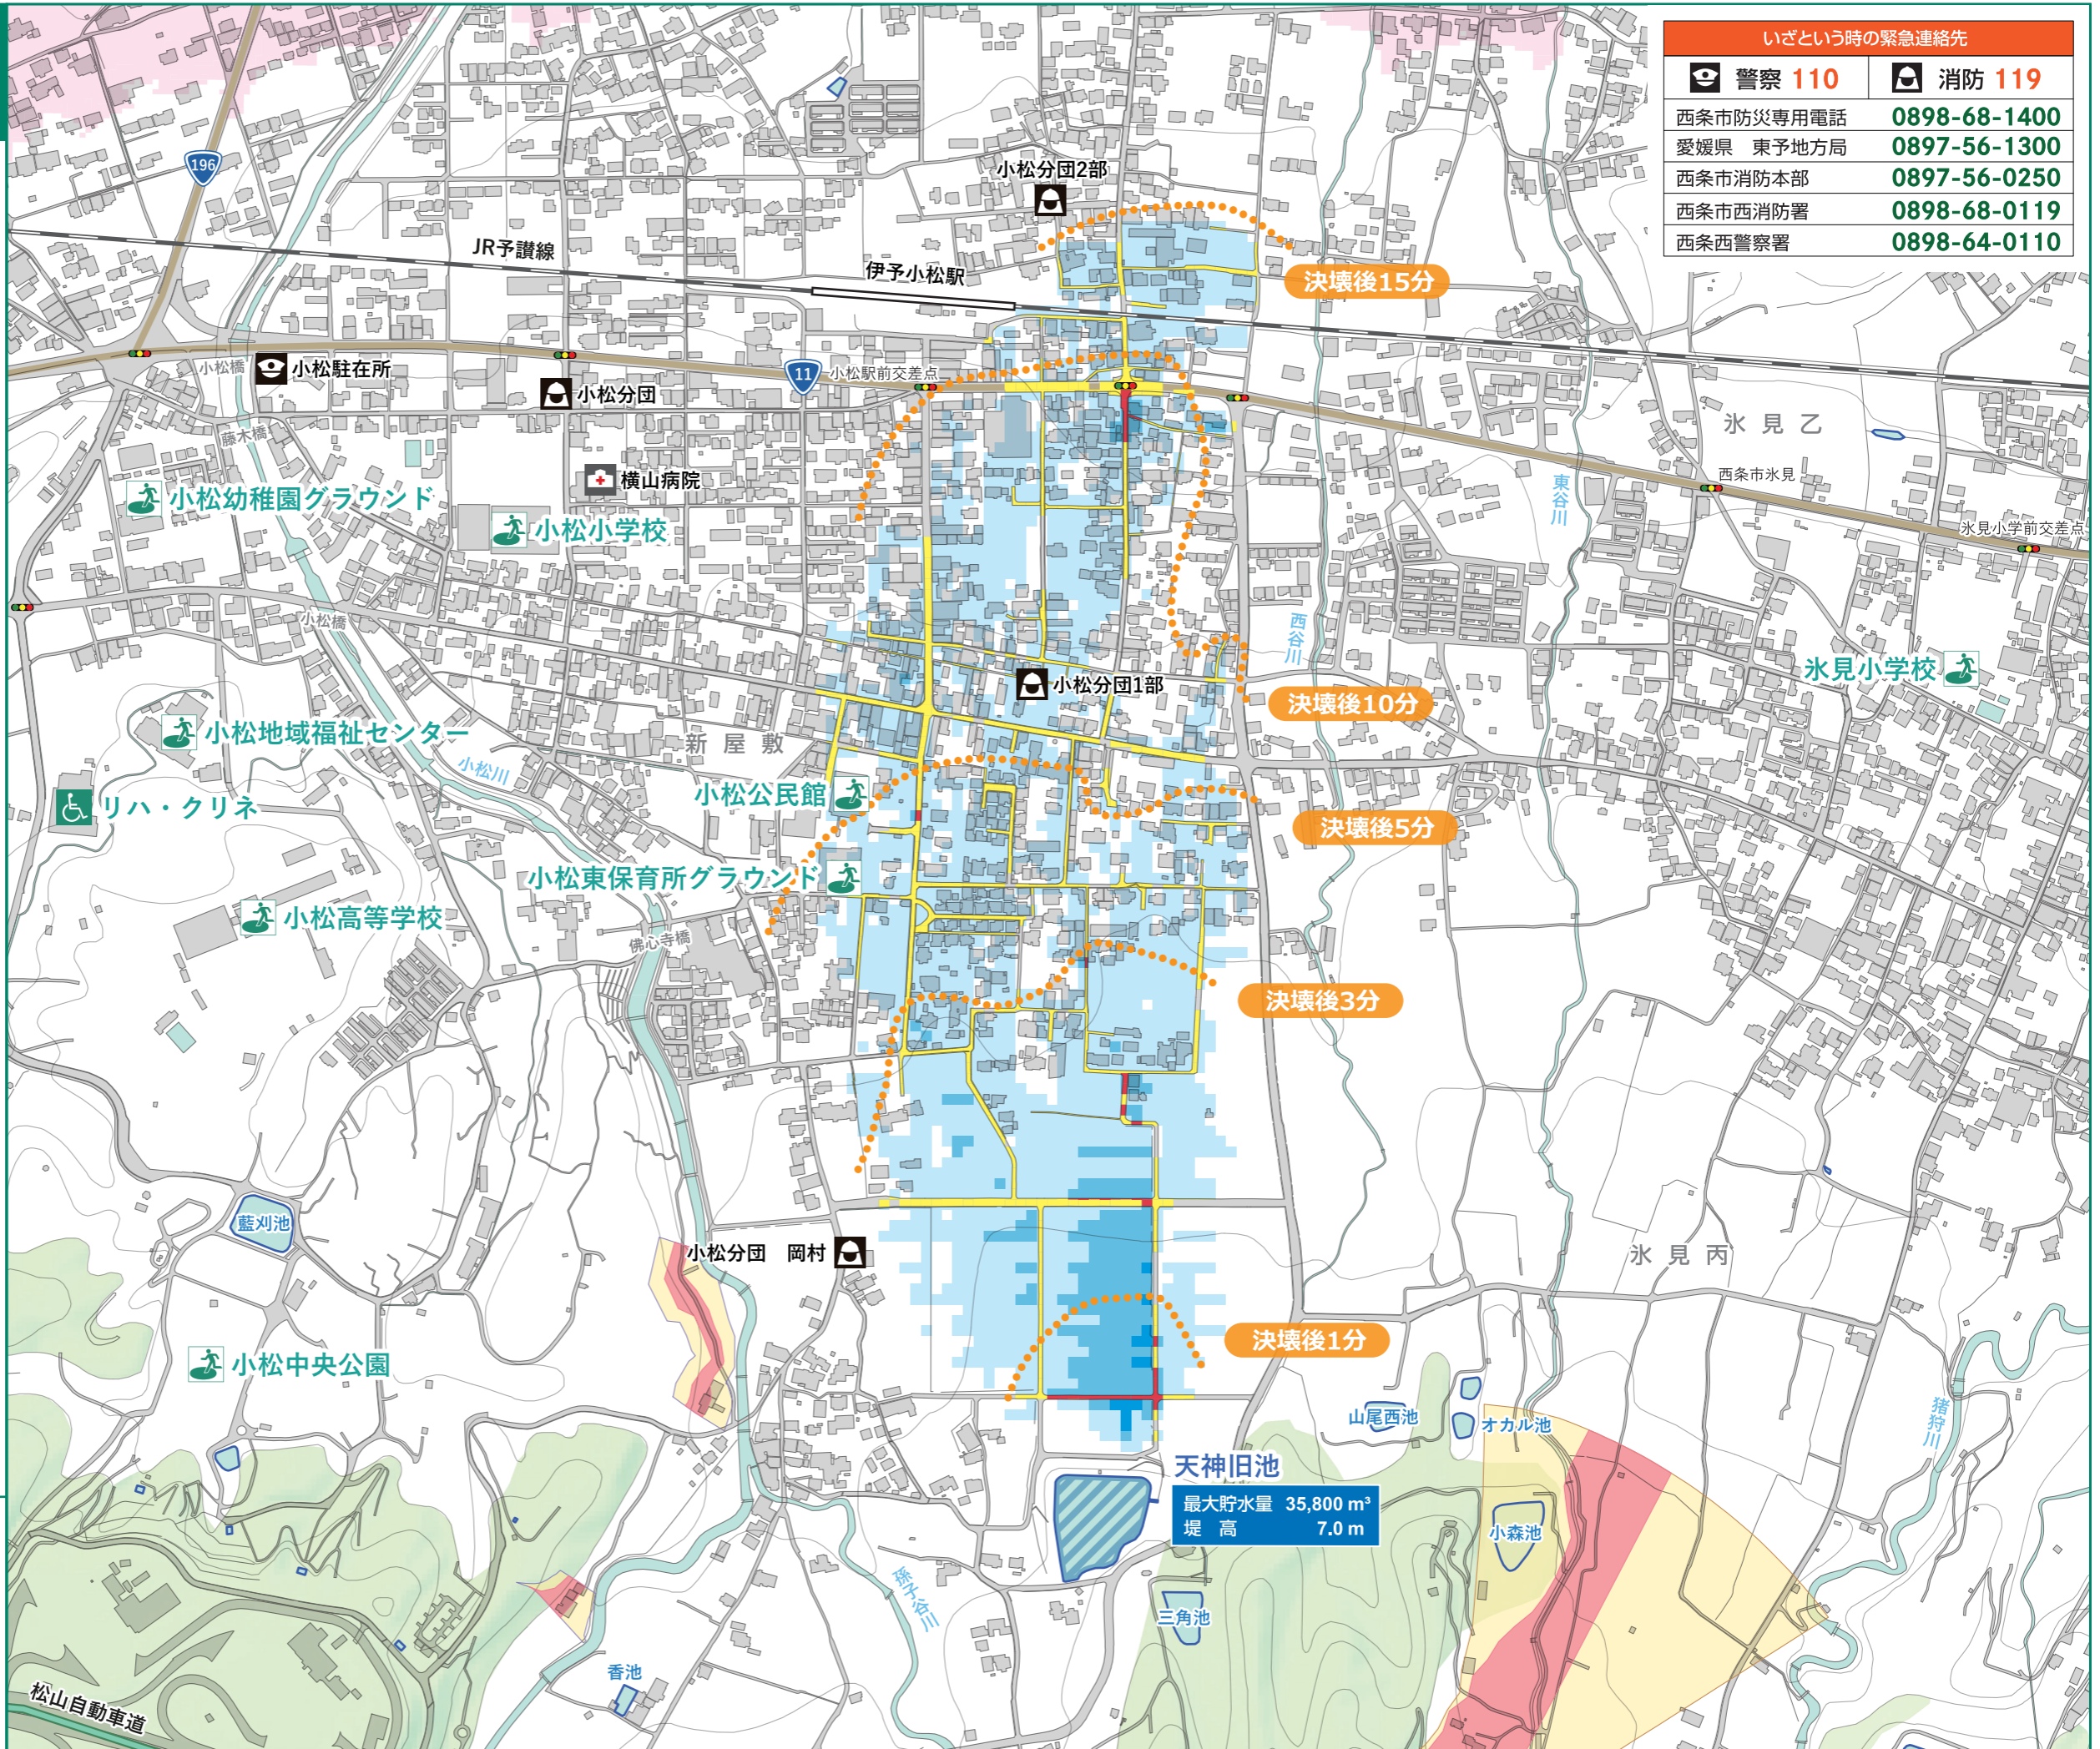 いざという時の緊急連絡先
警察 110
消防 119
西条市防災専用電話 0898-68-1400
愛媛県　東予地方局 0897-56-1300
西条市消防本部 0897-56-0250
西条市西消防署 0898-68-0119
西条西警察署 0898-64-0110
196
小松分団2部
JR予讃線
伊予小松駅
決壊後15分
小松橋
小松駐在所
11
小松駅前交差点
小松分団
氷見乙
藤木橋
横山病院
西条市氷見
東谷川
小松幼稚園グラウンド
小松小学校
氷見小学前交差点
小松橋
西谷川
小松分団1部
氷見小学校
決壊後10分
小松地域福祉センター
新屋敷
小松川
小松公民館
リハ・クリネ
決壊後5分
小松東保育所グラウンド
小松高等学校
佛心寺橋
決壊後3分
藍刈池
小松分団　岡村
氷見丙
決壊後1分
小松中央公園
山尾西池
オカル池
猪狩川
天神旧池
最大貯水量 35,800 m³
堤　高 7.0 m
小森池
孫子谷川
三角池
香池
松山自動車道